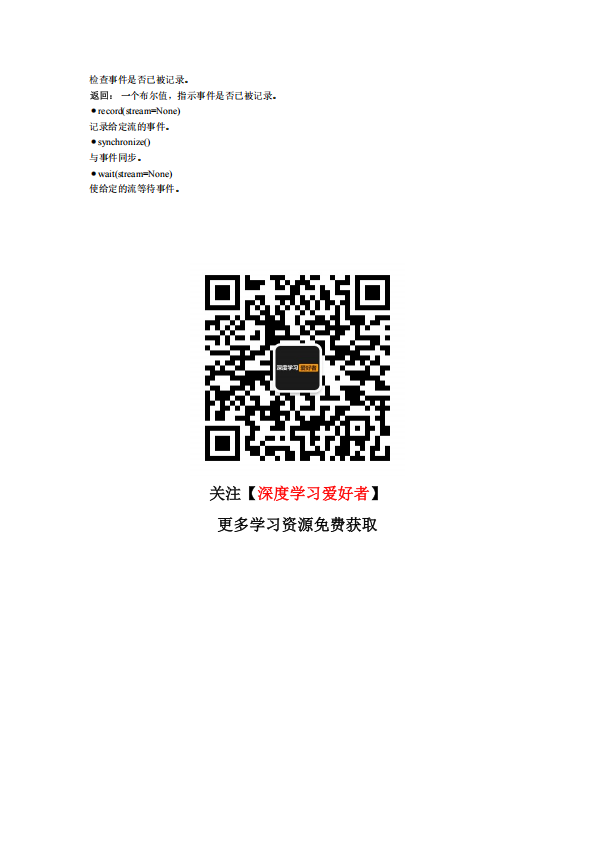 检查事件是否已被记录。
返回： 一个布尔值，指示事件是否已被记录。
●record(stream=None)
记录给定流的事件。
●synchronize()
与事件同步。
●wait(stream=None)
使给定的流等待事件。
深度学习 爱好者
关注【深度学习爱好者】
更多学习资源免费获取